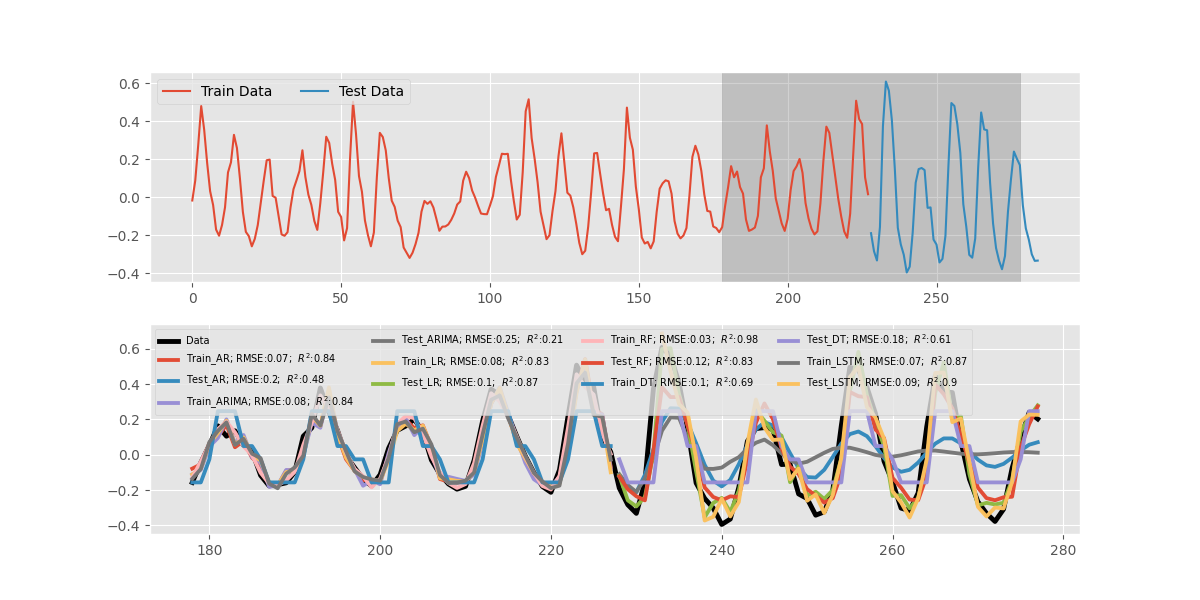 0.6
0.4
0.2
0.0
−0.2
−0.4
Train Data Test Data
0 50 100 150 200 250
0.6
0.4
0.2
0.0
−0.2
−0.4
Data
Train_AR; RMSE:0.07; R²:0.84
Test_AR; RMSE:0.2; R²:0.48
Train_ARIMA; RMSE:0.08; R²:0.84
Test_ARIMA; RMSE:0.25; R²:0.21
Train_LR; RMSE:0.08; R²:0.83
Test_LR; RMSE:0.1; R²:0.87
Train_RF; RMSE:0.03; R²:0.98
Test_RF; RMSE:0.12; R²:0.83
Train_DT; RMSE:0.1; R²:0.69
Test_DT; RMSE:0.18; R²:0.61
Train_LSTM; RMSE:0.07; R²:0.87
Test_LSTM; RMSE:0.09; R²:0.9
180 200 220 240 260 280